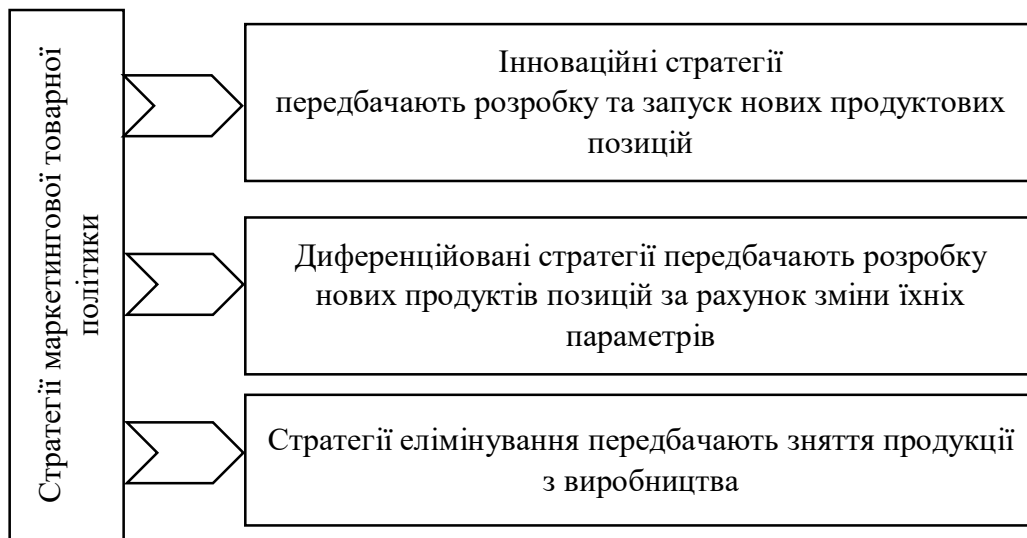 Стратегії маркетингової товарної
політики
Інноваційні стратегії
передбачають розробку та запуск нових продуктових
позицій
Диференційовані стратегії передбачають розробку
нових продуктів позицій за рахунок зміни їхніх
параметрів
Стратегії елімінування передбачають зняття продукції
з виробництва